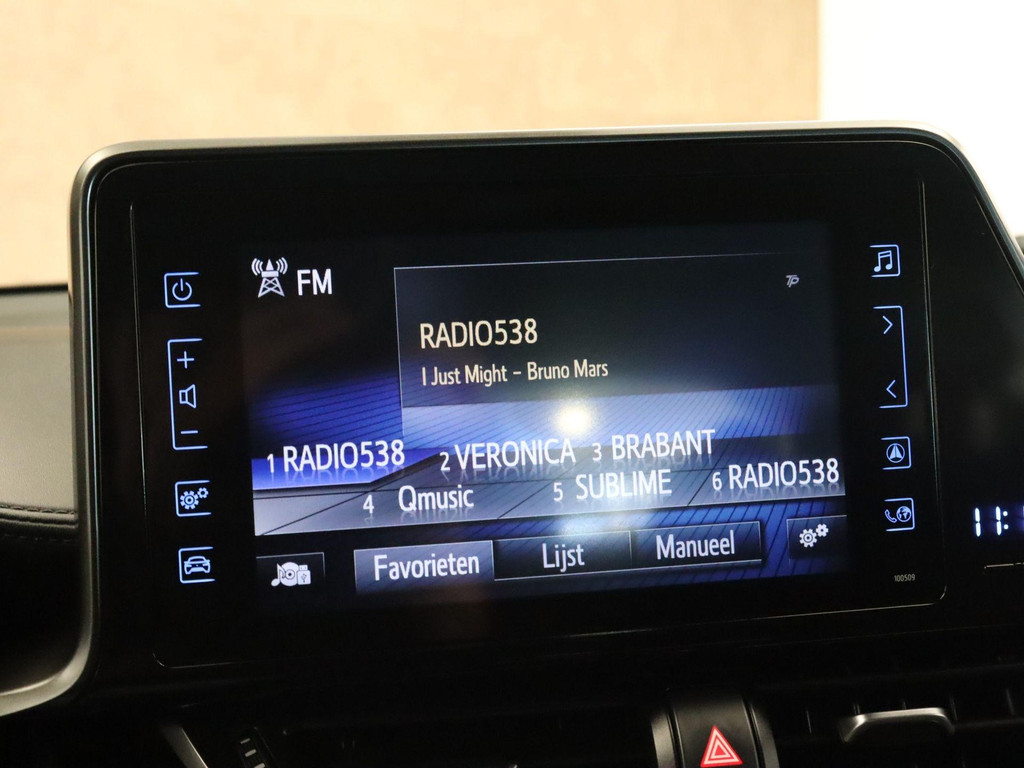 FM
TP
RADIO538
I Just Might - Bruno Mars
1 RADIO538 2 VERONICA 3 BRABANT
4 Qmusic 5 SUBLIME 6 RADIO538
Favorieten Lijst Manueel
100509
11: